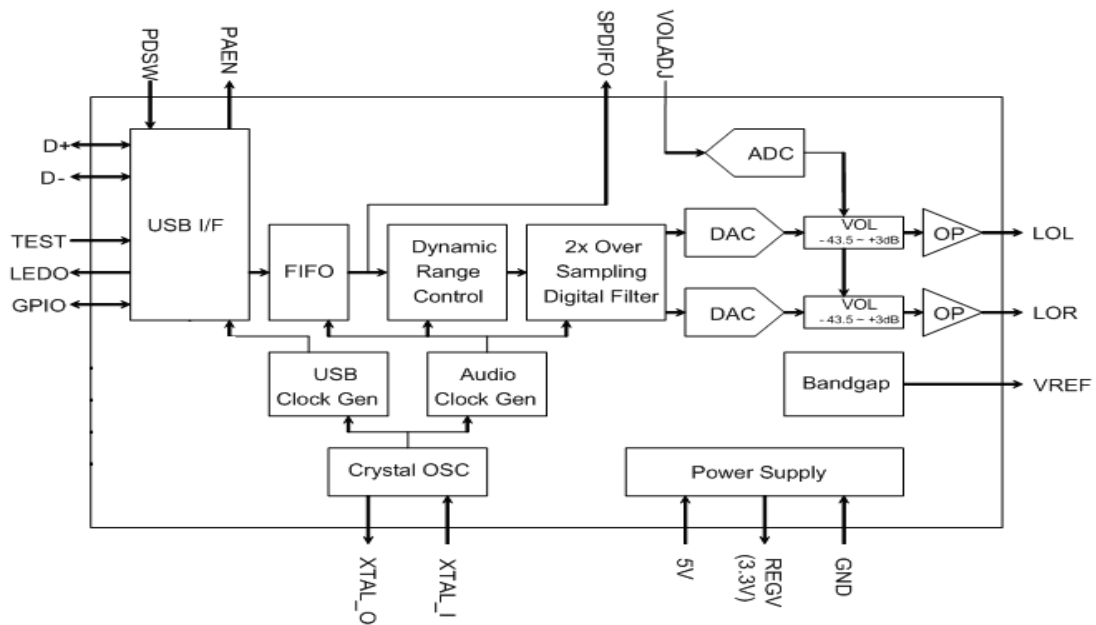 PDSW
PAEN
SPDIFO
VOLADJ
D+
D-
TEST
LEDO
GPIO
USB I/F
FIFO
Dynamic
Range
Control
2x Over
Sampling
Digital Filter
ADC
DAC
VOL
- 43.5 ~ +3dB
OP
LOL
DAC
VOL
- 43.5 ~ +3dB
OP
LOR
USB
Clock Gen
Audio
Clock Gen
Bandgap
VREF
Crystal OSC
Power Supply
XTAL_O
XTAL_I
5V
REGV
(3.3V)
GND